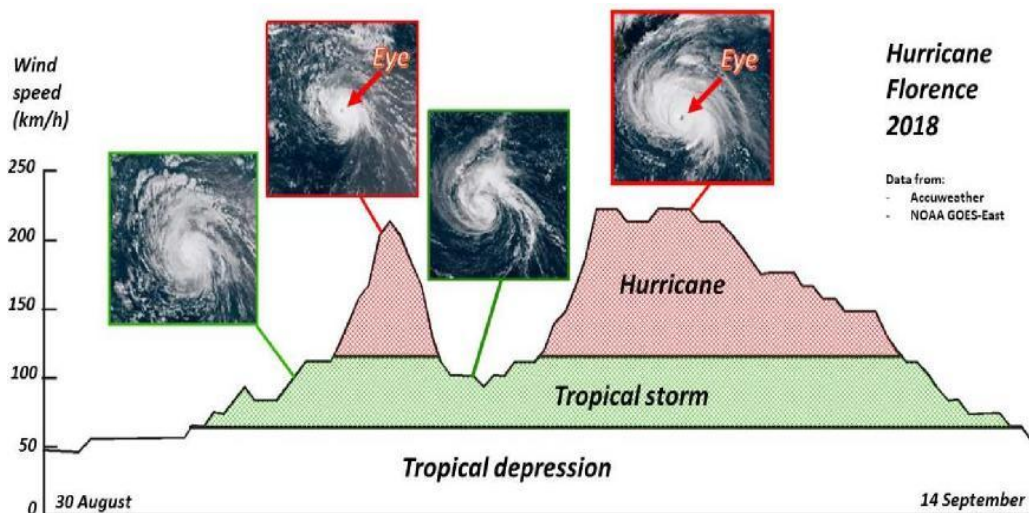 Wind
speed
(km/h)
250
200
150
100
50
0
Eye
Eye
Hurricane
Florence
2018
Data from:
- Accuweather
- NOAA GOES-East
Hurricane
Tropical storm
Tropical depression
30 August
14 September